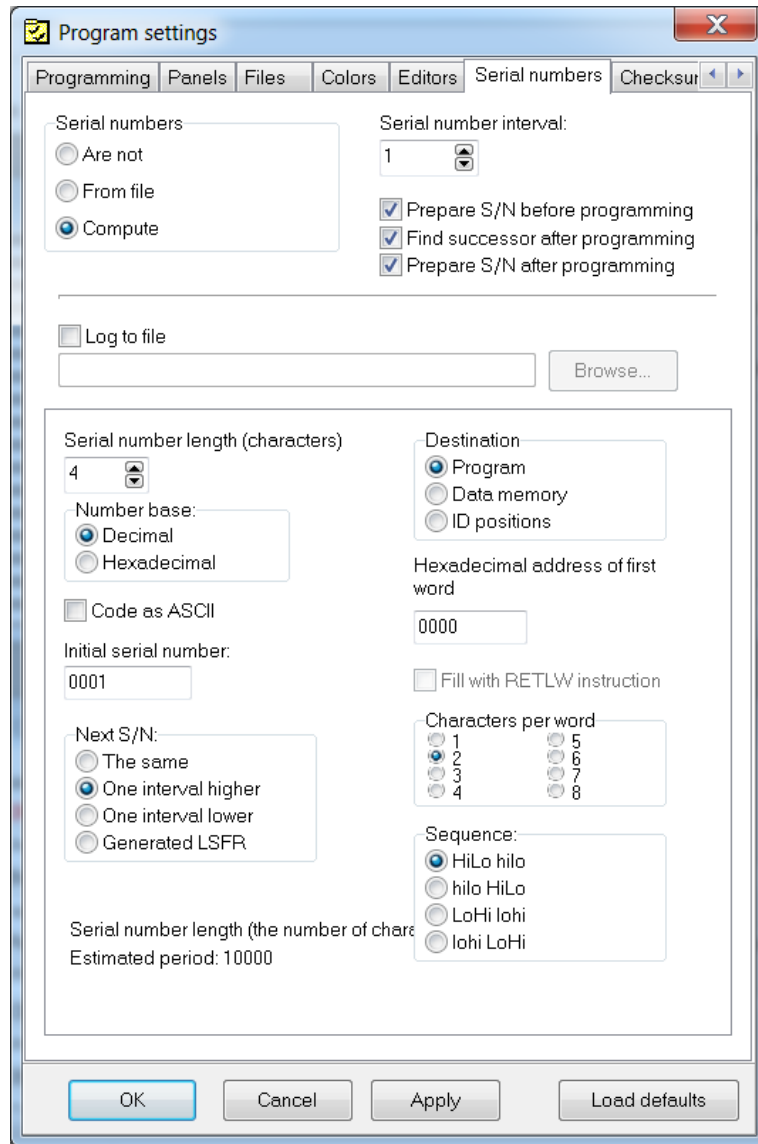 Program settings
Programming Panels Files Colors Editors Serial numbers Checksur
Serial numbers
Are not
From file
Compute
Serial number interval:
1
Prepare S/N before programming
Find successor after programming
Prepare S/N after programming
Log to file
Browse...
Serial number length (characters)
4
Number base:
Decimal
Hexadecimal
Code as ASCII
Initial serial number:
0001
Next S/N:
The same
One interval higher
One interval lower
Generated LSFR
Serial number length (the number of chara
Estimated period: 10000
Destination
Program
Data memory
ID positions
Hexadecimal address of first
word
0000
Fill with RETLW instruction
Characters per word
1 5
2 6
3 7
4 8
Sequence:
HiLo hilo
hilo HiLo
LoHi lohi
lohi LoHi
OK Cancel Apply Load defaults